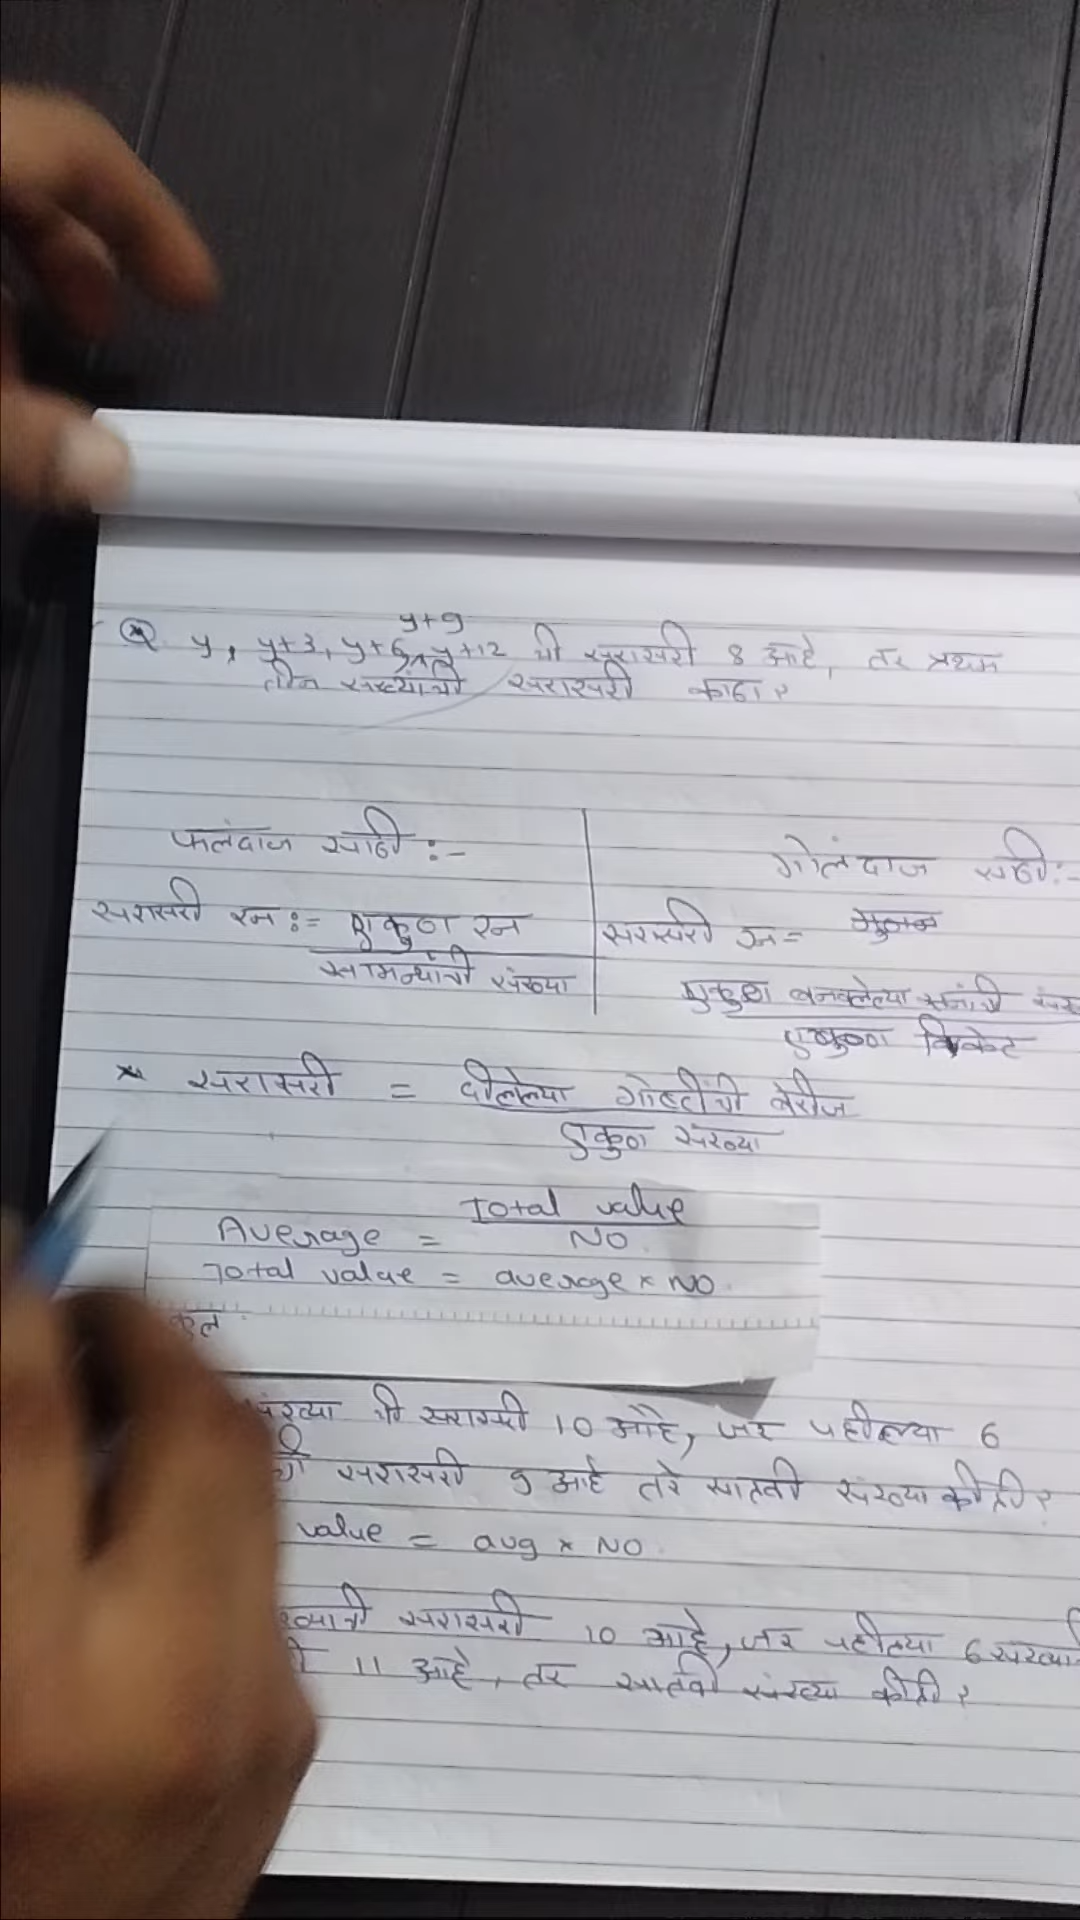 y+9
Q. y, y+3, y+6, y+12 ची सरासरी 8 आहे, तर प्रथम
तीन संख्यांची सरासरी काढा?
फलंदाज साठी :-
गोलंदाज साठी:-
सरासरी रन := एकुण रन
सामन्यांची संख्या
सरासरी रन =
एकुण बनवलेल्या रनांची
एकुण विकेट
* सरासरी = दीलेल्या गोष्टींची बेरीज
एकुण संख्या
Average = Total value
NO.
Total value = average × NO.
कुल
संख्या ची सरासरी 10 आहे, जर पहील्या 6
ची सरासरी 9 आहे तर सातवी संख्या कोणती?
value = avg × NO.
सरासरी 10 आहे, जर पहील्या 6 संख्या
11 आहे, तर सातवी संख्या कोणती?